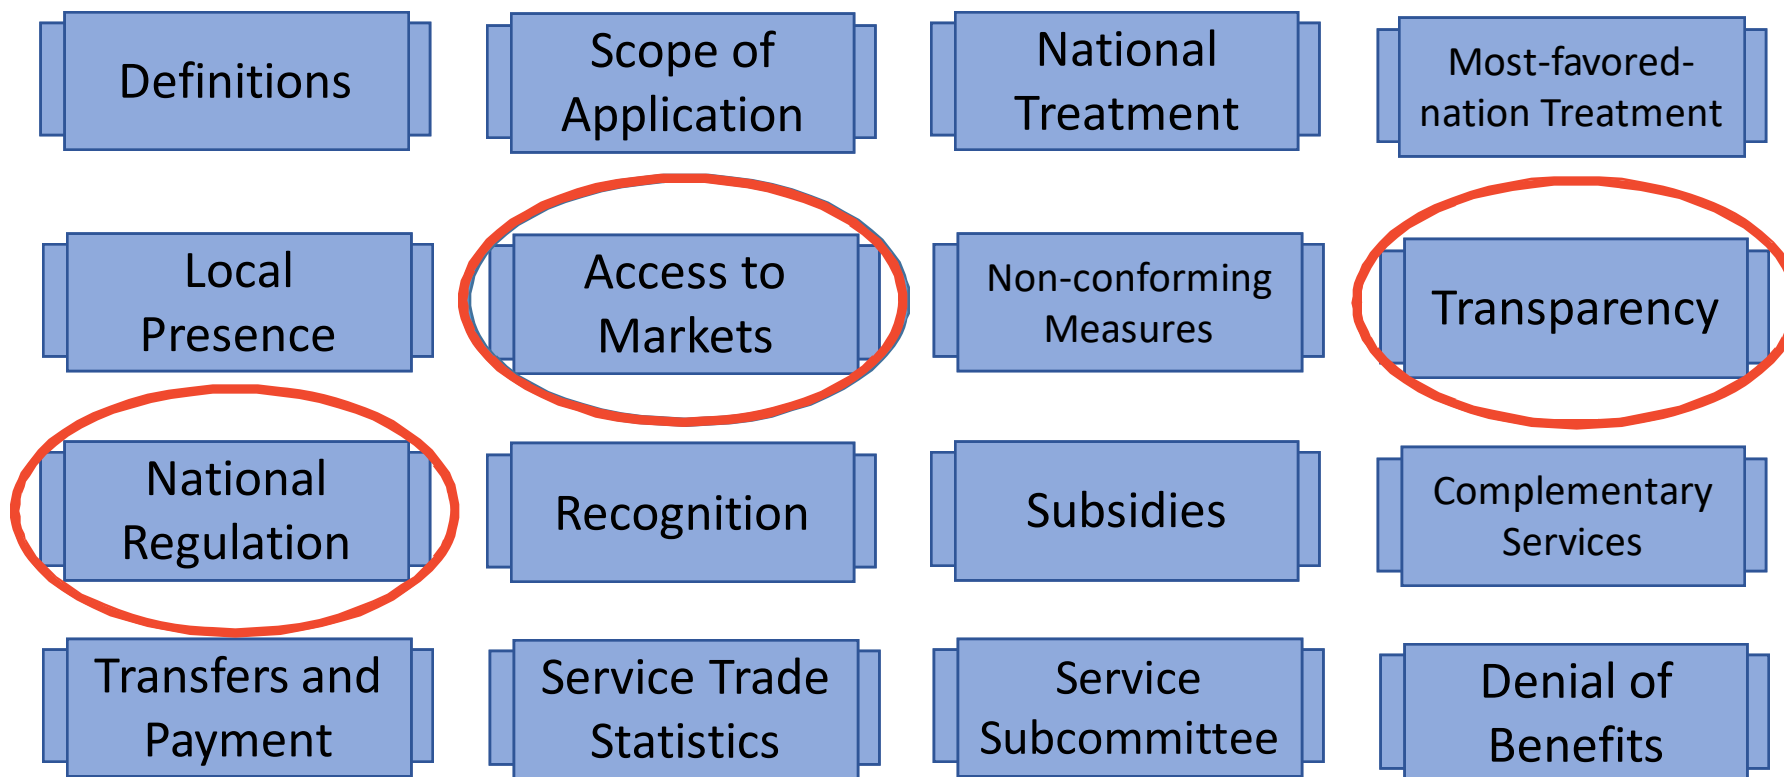 Definitions
Scope of
Application
National
Treatment
Most-favored-
nation Treatment
Local
Presence
Access to
Markets
Non-conforming
Measures
Transparency
National
Regulation
Recognition
Subsidies
Complementary
Services
Transfers and
Payment
Service Trade
Statistics
Service
Subcommittee
Denial of
Benefits